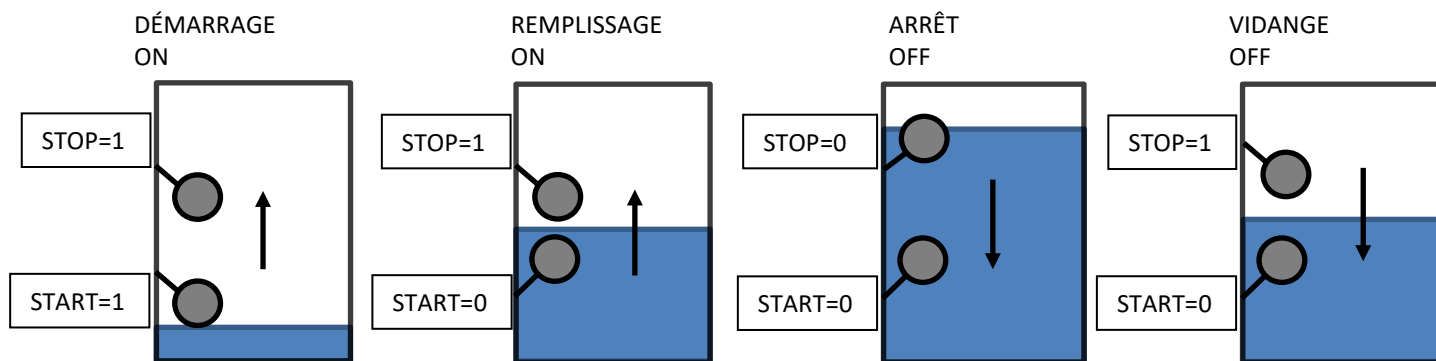 DÉMARRAGE
ON
STOP=1
START=1
REMPLISSAGE
ON
STOP=1
START=0
ARRÊT
OFF
STOP=0
START=0
VIDANGE
OFF
STOP=1
START=0